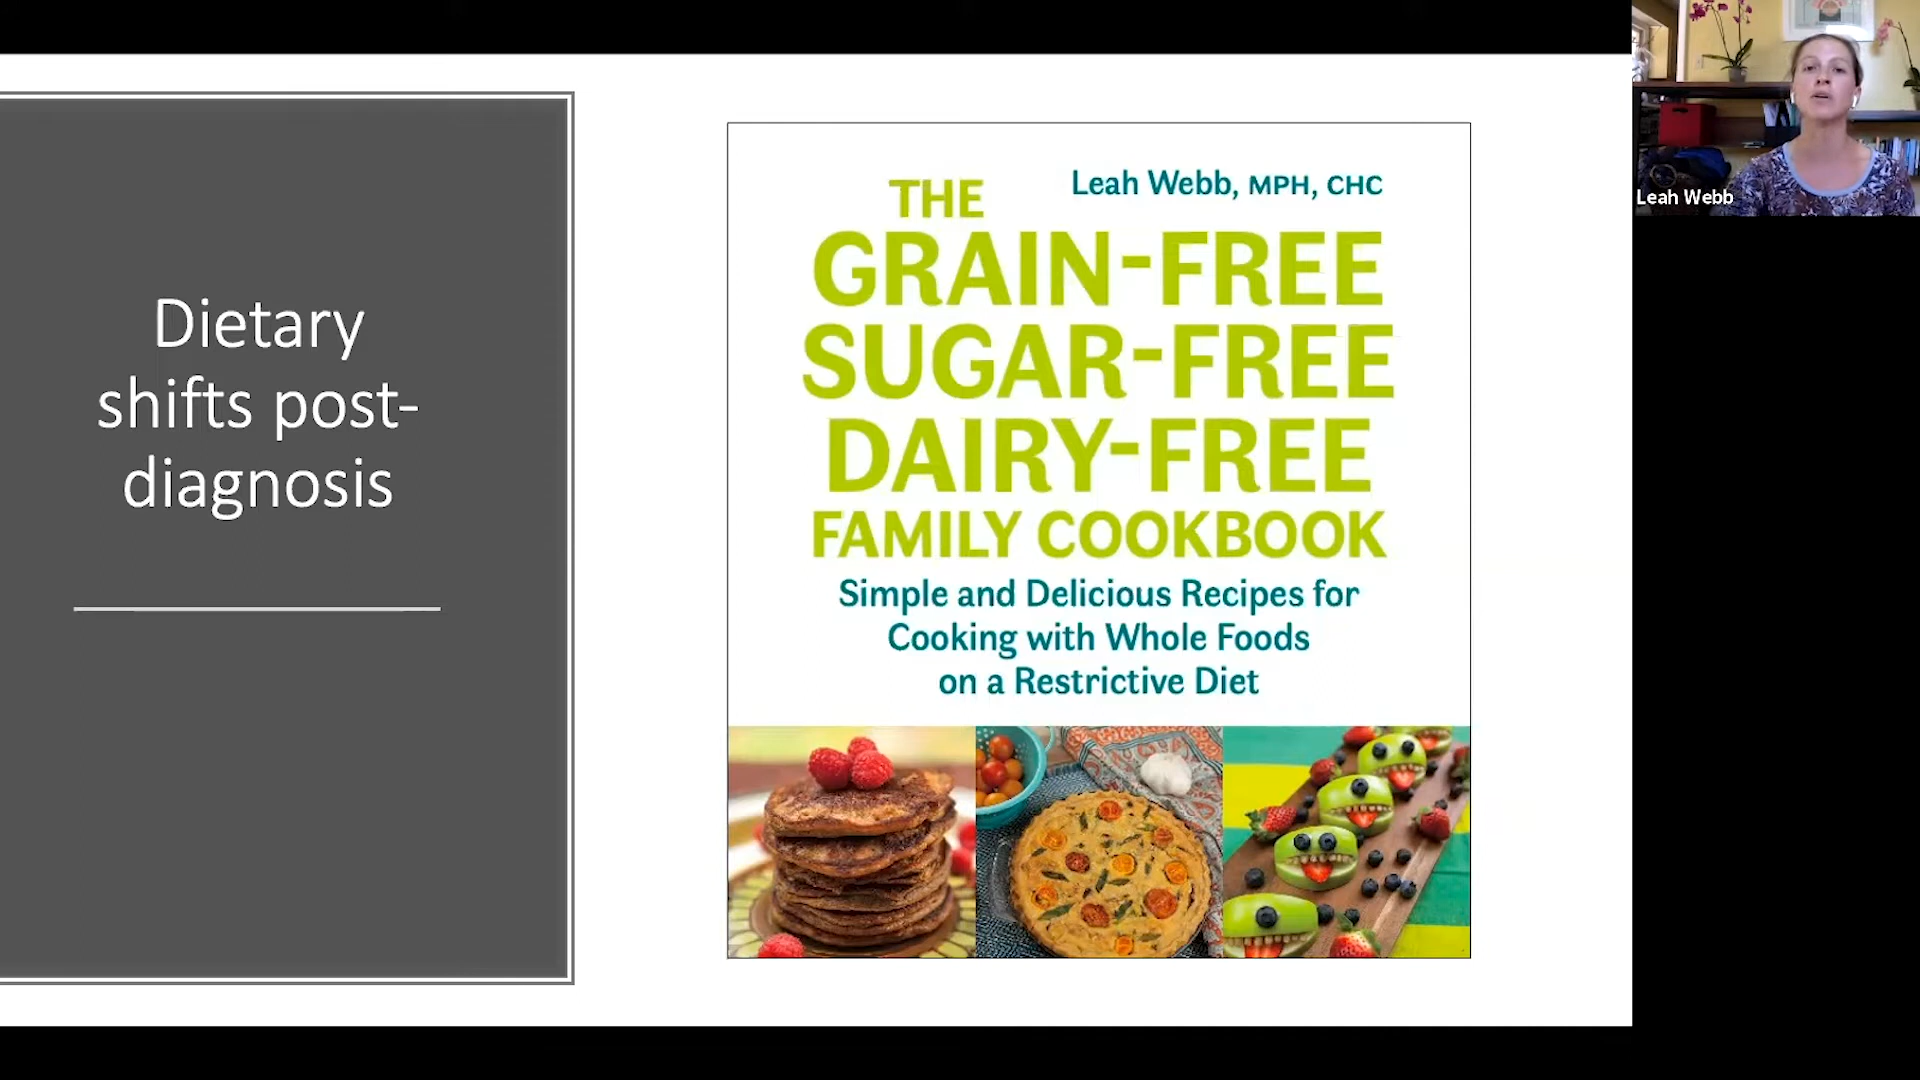 Dietary
shifts post-
diagnosis
Leah Webb, MPH, CHC
THE
GRAIN-FREE
SUGAR-FREE
DAIRY-FREE
FAMILY COOKBOOK
Simple and Delicious Recipes for
Cooking with Whole Foods
on a Restrictive Diet
Leah Webb